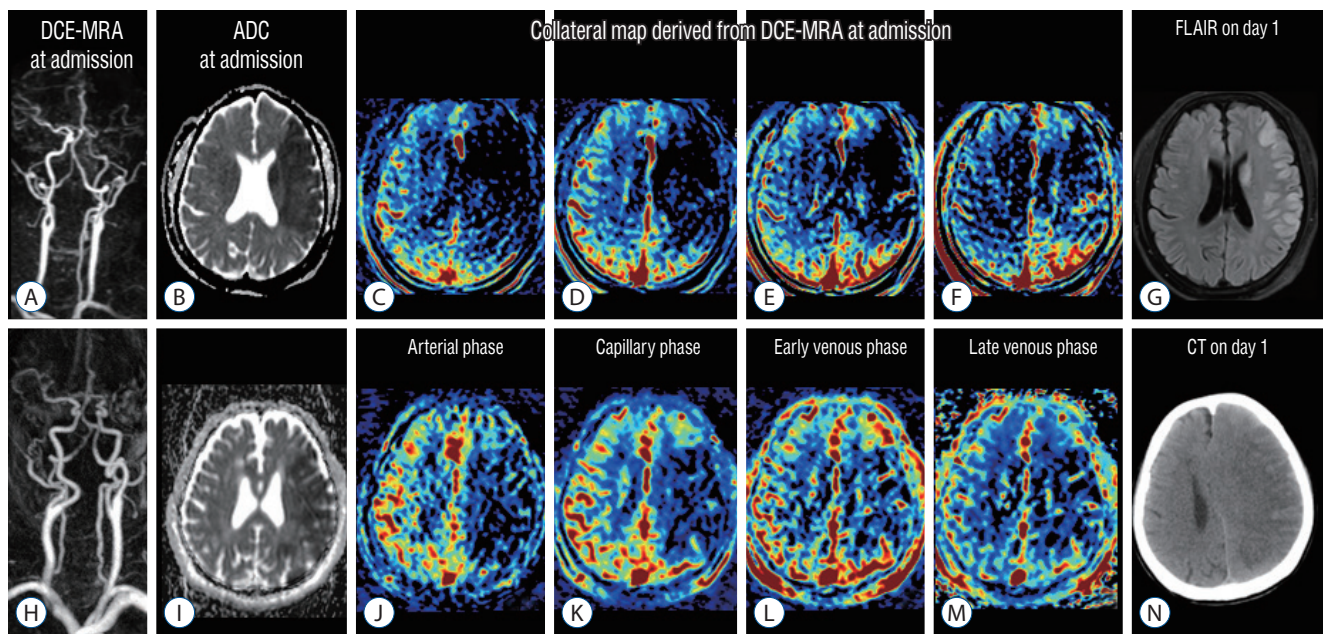 DCE-MRA
at admission
ADC
at admission
Collateral map derived from DCE-MRA at admission
FLAIR on day 1
A
B
C
D
E
F
G
Arterial phase
Capillary phase
Early venous phase
Late venous phase
CT on day 1
H
I
J
K
L
M
N